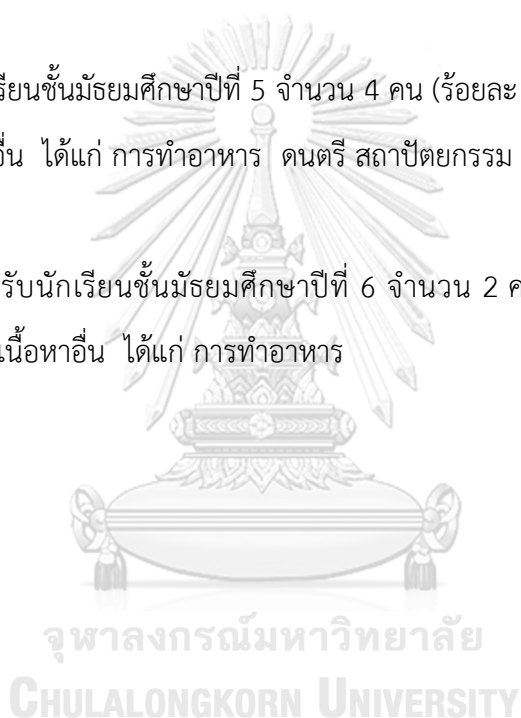 รียนชั้นมัธยมศึกษาปีที่ 5 จำนวน 4 คน (ร้อยละ
อื่น ได้แก่ การทำอาหาร ดนตรี สถาปัตยกรรม
รับนักเรียนชั้นมัธยมศึกษาปีที่ 6 จำนวน 2 ค
เนื้อหาอื่น ได้แก่ การทำอาหาร
จุฬาลงกรณ์มหาวิทยาลัย
CHULALONGKORN UNIVERSITY